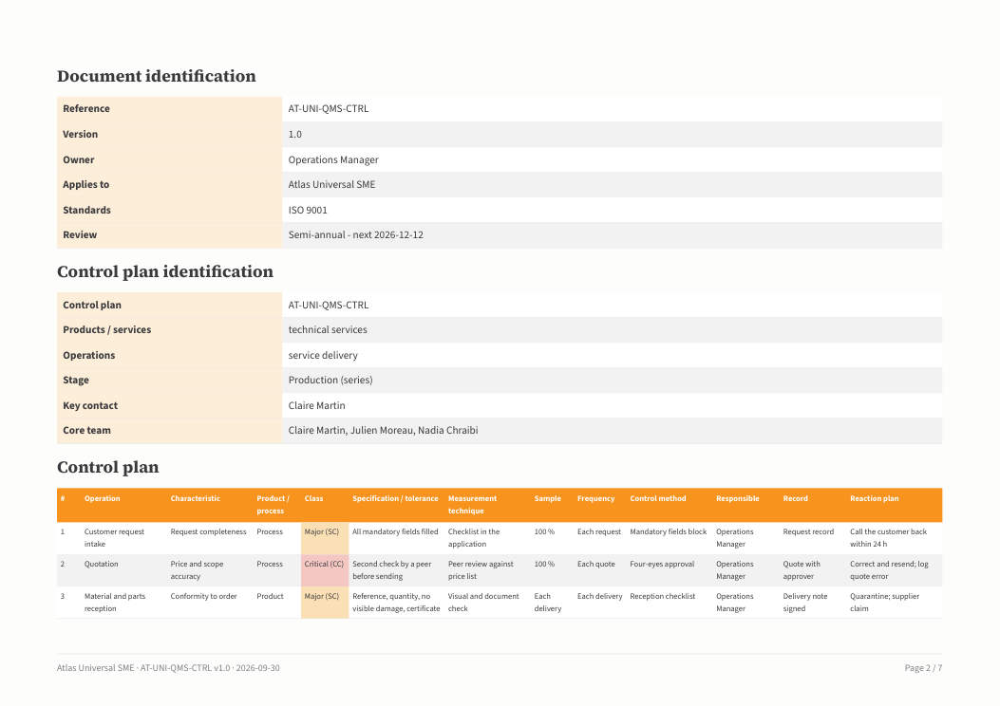 Document identification
Reference AT-UNI-QMS-CTRL
Version 1.0
Owner Operations Manager
Applies to Atlas Universal SME
Standards ISO 9001
Review Semi-annual - next 2026-12-12
Control plan identification
Control plan AT-UNI-QMS-CTRL
Products / services technical services
Operations service delivery
Stage Production (series)
Key contact Claire Martin
Core team Claire Martin, Julien Moreau, Nadia Chraibi
Control plan
# Operation Characteristic Product / Class Specification / tolerance Measurement Sample Frequency Control method Responsible Record Reaction plan
process technique
1 Customer request Request completeness Process Major (SC) All mandatory fields filled Checklist in the 100 % Each request Mandatory fields block Operations Request record Call the customer back
intake application Manager within 24 h
2 Quotation Price and scope Process Critical (CC) Second check by a peer Peer review against 100 % Each quote Four-eyes approval Operations Quote with Correct and resend; log
accuracy before sending price list Manager approver quote error
3 Material and parts Conformity to order Product Major (SC) Reference, quantity, no Visual and document Each Each delivery Reception checklist Operations Delivery note Quarantine; supplier
reception visible damage, certificate check delivery Manager signed claim
Atlas Universal SME · AT-UNI-QMS-CTRL v1.0 · 2026-09-30 Page 2 / 7